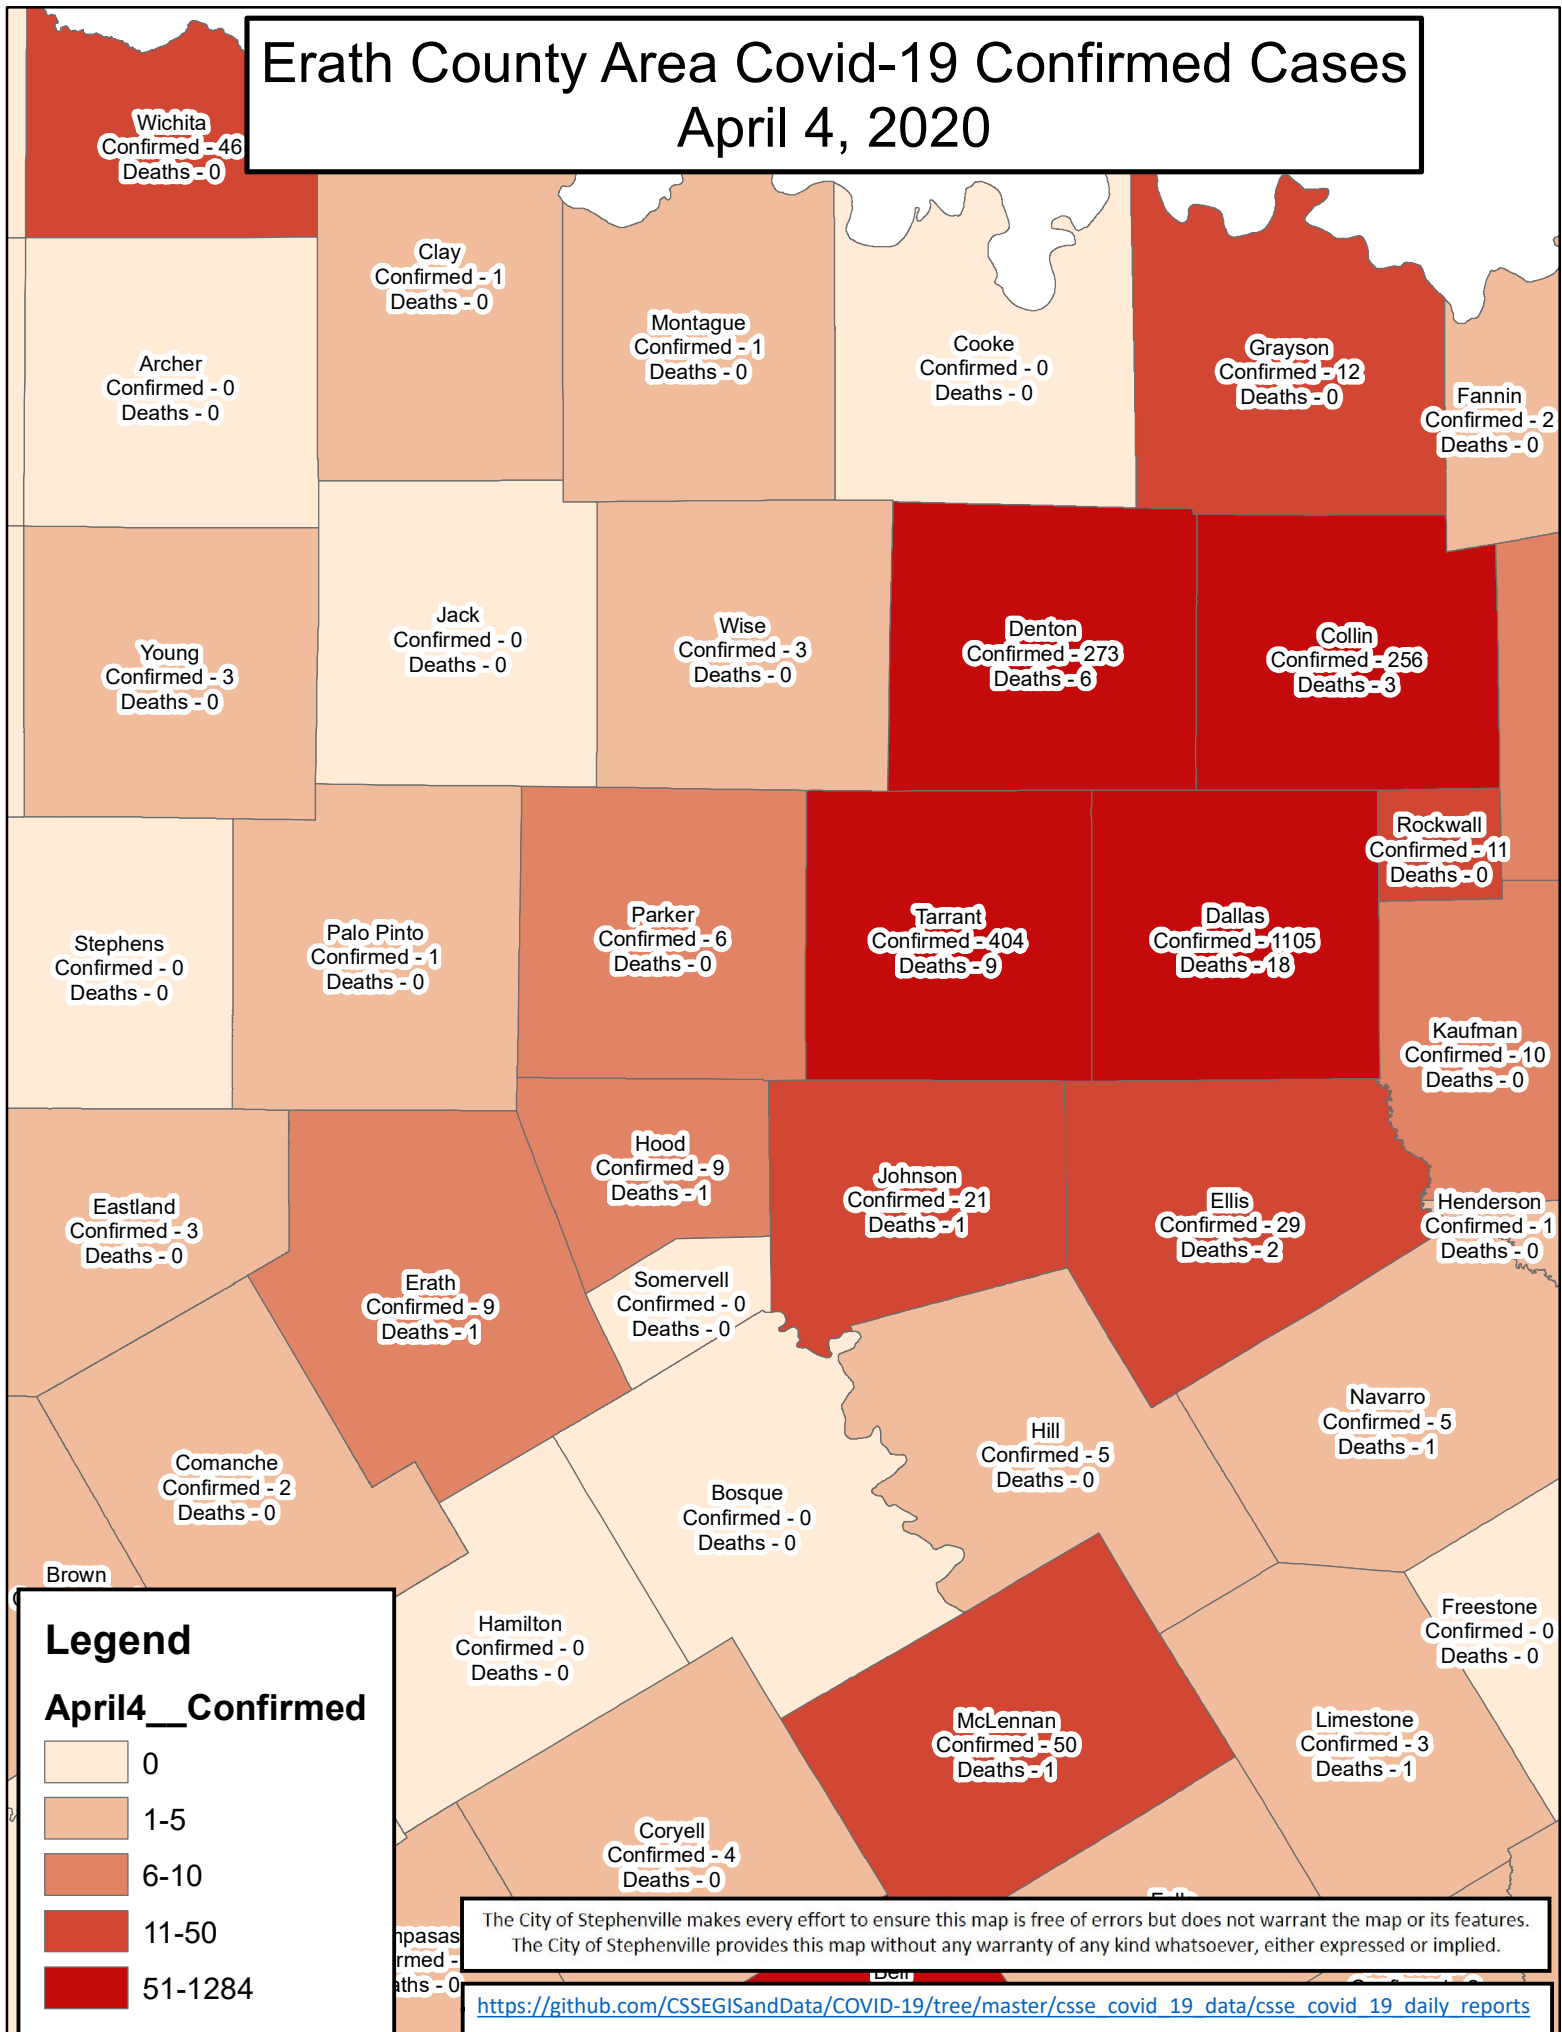 Erath County Area Covid-19 Confirmed Cases
April 4, 2020
Wichita
Confirmed - 46
Deaths - 0
Clay
Confirmed - 1
Deaths - 0
Montague
Confirmed - 1
Deaths - 0
Cooke
Confirmed - 0
Deaths - 0
Grayson
Confirmed - 12
Deaths - 0
Archer
Confirmed - 0
Deaths - 0
Fannin
Confirmed - 2
Deaths - 0
Young
Confirmed - 3
Deaths - 0
Jack
Confirmed - 0
Deaths - 0
Wise
Confirmed - 3
Deaths - 0
Denton
Confirmed - 273
Deaths - 6
Collin
Confirmed - 256
Deaths - 3
Rockwall
Confirmed - 11
Deaths - 0
Stephens
Confirmed - 0
Deaths - 0
Palo Pinto
Confirmed - 1
Deaths - 0
Parker
Confirmed - 6
Deaths - 0
Tarrant
Confirmed - 404
Deaths - 9
Dallas
Confirmed - 1105
Deaths - 18
Kaufman
Confirmed - 10
Deaths - 0
Eastland
Confirmed - 3
Deaths - 0
Erath
Confirmed - 9
Deaths - 1
Hood
Confirmed - 9
Deaths - 1
Somervell
Confirmed - 0
Deaths - 0
Johnson
Confirmed - 21
Deaths - 1
Ellis
Confirmed - 29
Deaths - 2
Henderson
Confirmed - 1
Deaths - 0
Comanche
Confirmed - 2
Deaths - 0
Bosque
Confirmed - 0
Deaths - 0
Hill
Confirmed - 5
Deaths - 0
Navarro
Confirmed - 5
Deaths - 1
Brown
Hamilton
Confirmed - 0
Deaths - 0
Freestone
Confirmed - 0
Deaths - 0
McLennan
Confirmed - 50
Deaths - 1
Limestone
Confirmed - 3
Deaths - 1
Coryell
Confirmed - 4
Deaths - 0
mpasas
rmed -
aths - 0
Bell
Legend
April4__Confirmed
0
1-5
6-10
11-50
51-1284
The City of Stephenville makes every effort to ensure this map is free of errors but does not warrant the map or its features.
The City of Stephenville provides this map without any warranty of any kind whatsoever, either expressed or implied.
https://github.com/CSSEGISandData/COVID-19/tree/master/csse_covid_19_data/csse_covid_19_daily_reports